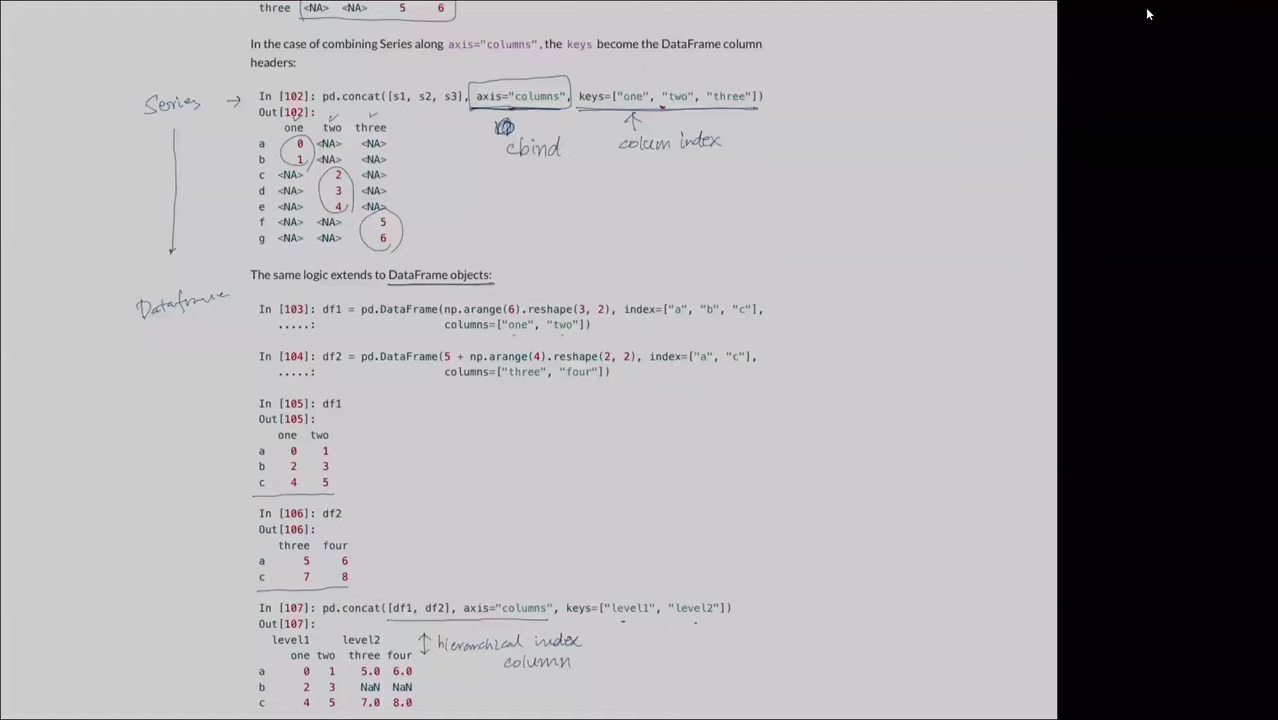 three <NA> <NA> 5 6
In the case of combining Series along axis="columns", the keys become the DataFrame column
headers:
Series → In [102]: pd.concat([s1, s2, s3], axis="columns", keys=["one", "two", "three"])
Out[102]:
one two three
cbind
↑ column index
a 0 <NA> <NA>
b 1 <NA> <NA>
c <NA> 2 <NA>
d <NA> 3 <NA>
e <NA> 4 <NA>
f <NA> <NA> 5
g <NA> <NA> 6
The same logic extends to DataFrame objects:
Dataframe
In [103]: df1 = pd.DataFrame(np.arange(6).reshape(3, 2), index=["a", "b", "c"],
.....: columns=["one", "two"])
In [104]: df2 = pd.DataFrame(5 + np.arange(4).reshape(2, 2), index=["a", "c"],
.....: columns=["three", "four"])
In [105]: df1
Out[105]:
one two
a 0 1
b 2 3
c 4 5
In [106]: df2
Out[106]:
three four
a 5 6
c 7 8
In [107]: pd.concat([df1, df2], axis="columns", keys=["level1", "level2"])
Out[107]:
level1 level2
one two three four
hierarchical index
column
a 0 1 5.0 6.0
b 2 3 NaN NaN
c 4 5 7.0 8.0